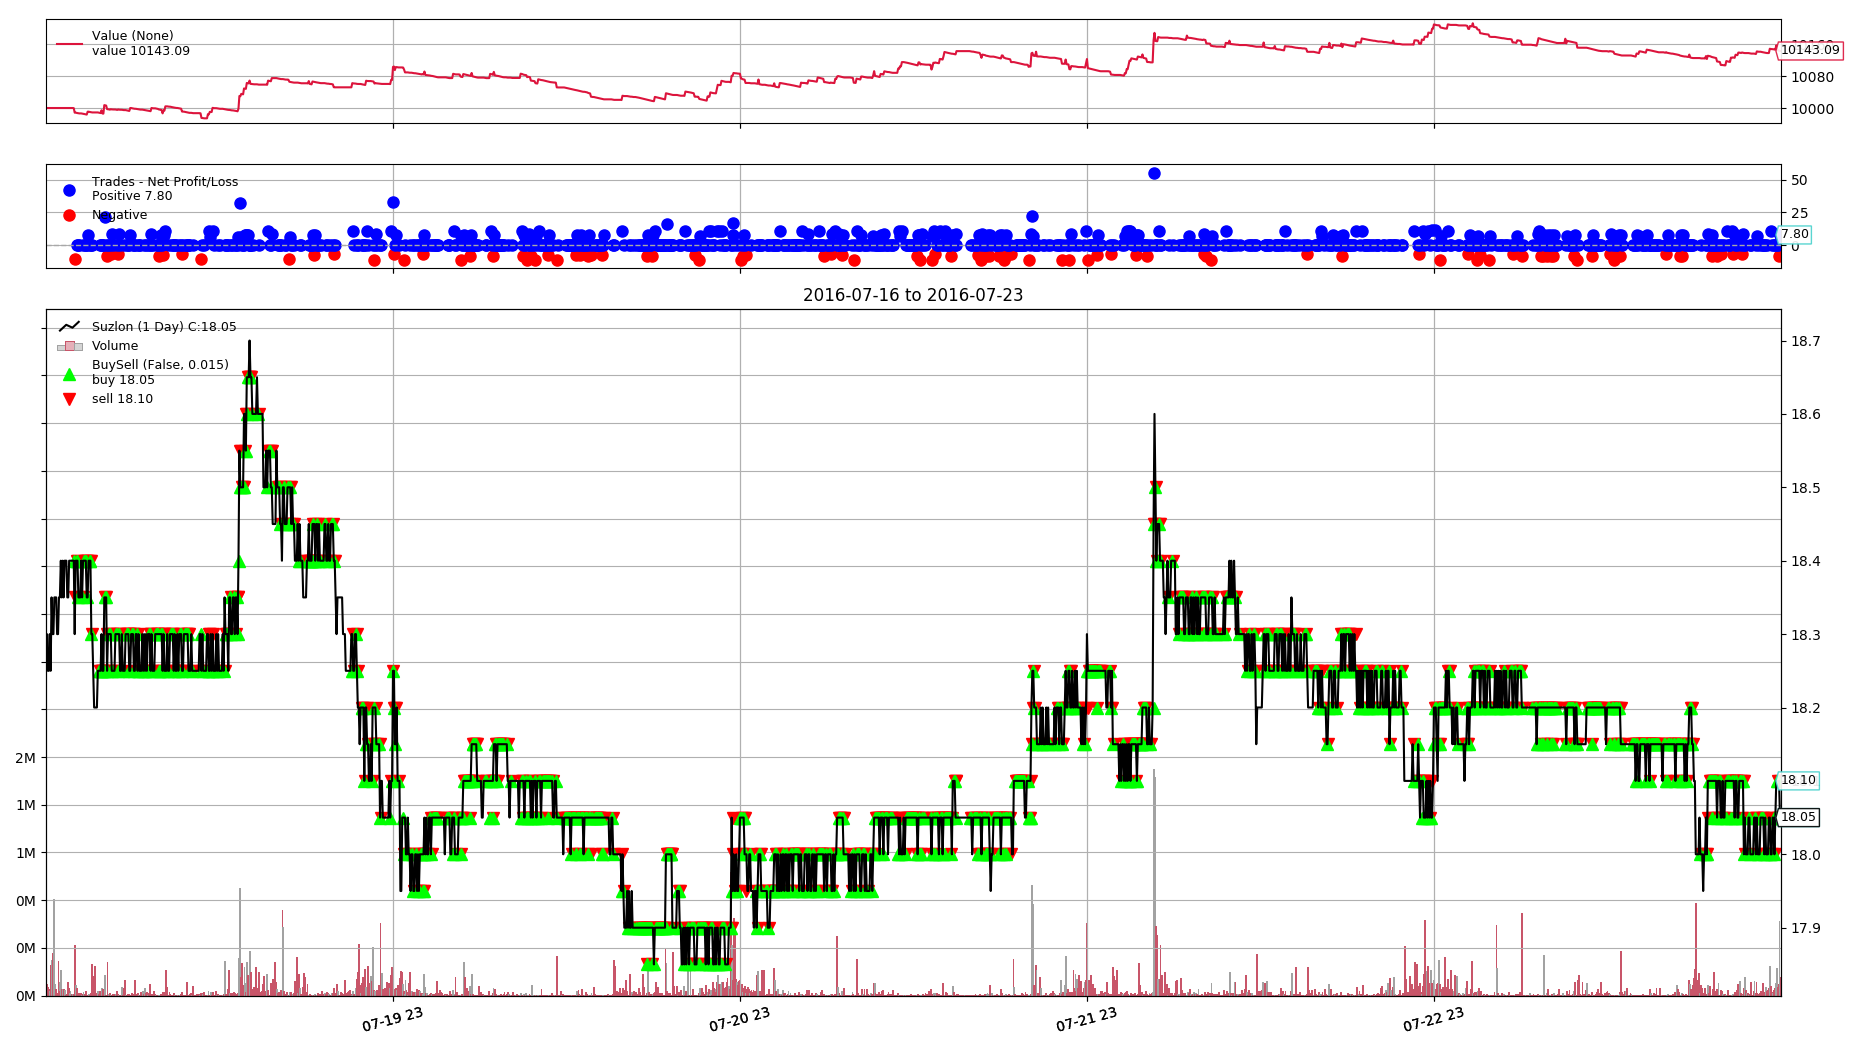 Value (None)
value 10143.09
10143.09
10080
10000
Trades - Net Profit/Loss
Positive 7.80
Negative
50
25
7.80
0
2016-07-16 to 2016-07-23
Suzlon (1 Day) C:18.05
Volume
BuySell (False, 0.015)
buy 18.05
sell 18.10
18.7
18.6
18.5
18.4
18.3
18.2
18.10
18.05
18.0
17.9
2M
1M
1M
0M
0M
0M
07-19 23
07-20 23
07-21 23
07-22 23